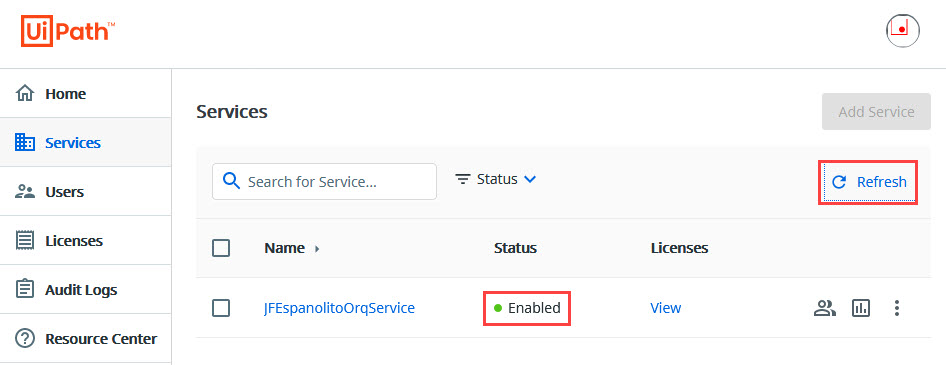 UiPath™
Home
Services
Users
Licenses
Audit Logs
Resource Center
Services
Add Service
Search for Service...
Status
Refresh
Name
Status
Licenses
JFEspanolitoOrqService
Enabled
View